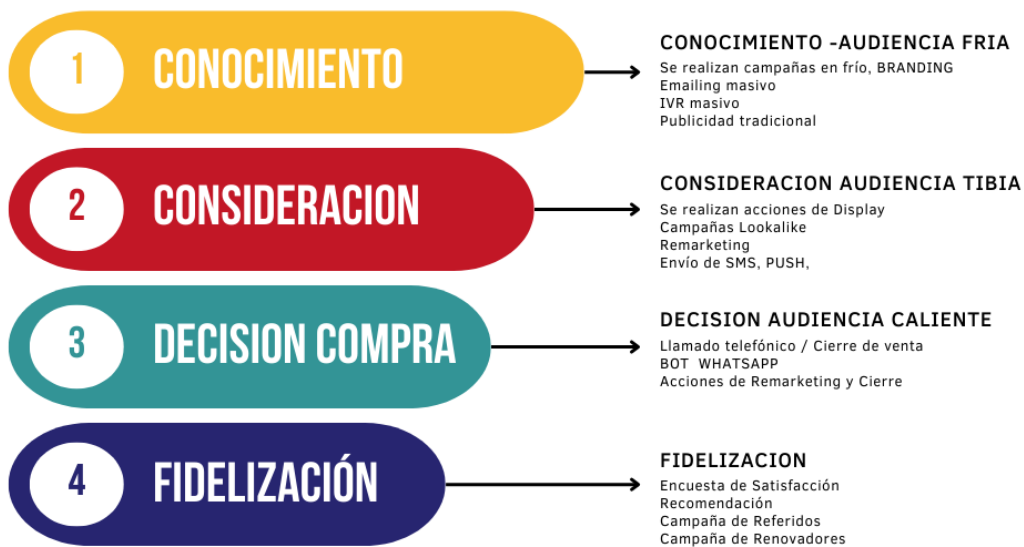 1
CONOCIMIENTO
CONOCIMIENTO -AUDIENCIA FRIA
Se realizan campañas en frío, BRANDING
Emailing masivo
IVR masivo
Publicidad tradicional
2
CONSIDERACION
CONSIDERACION AUDIENCIA TIBIA
Se realizan acciones de Display
Campañas Lookalike
Remarketing
Envío de SMS, PUSH,
3
DECISION COMPRA
DECISION AUDIENCIA CALIENTE
Llamado telefónico / Cierre de venta
BOT WHATSAPP
Acciones de Remarketing y Cierre
4
FIDELIZACIÓN
FIDELIZACION
Encuesta de Satisfacción
Recomendación
Campaña de Referidos
Campaña de Renovadores